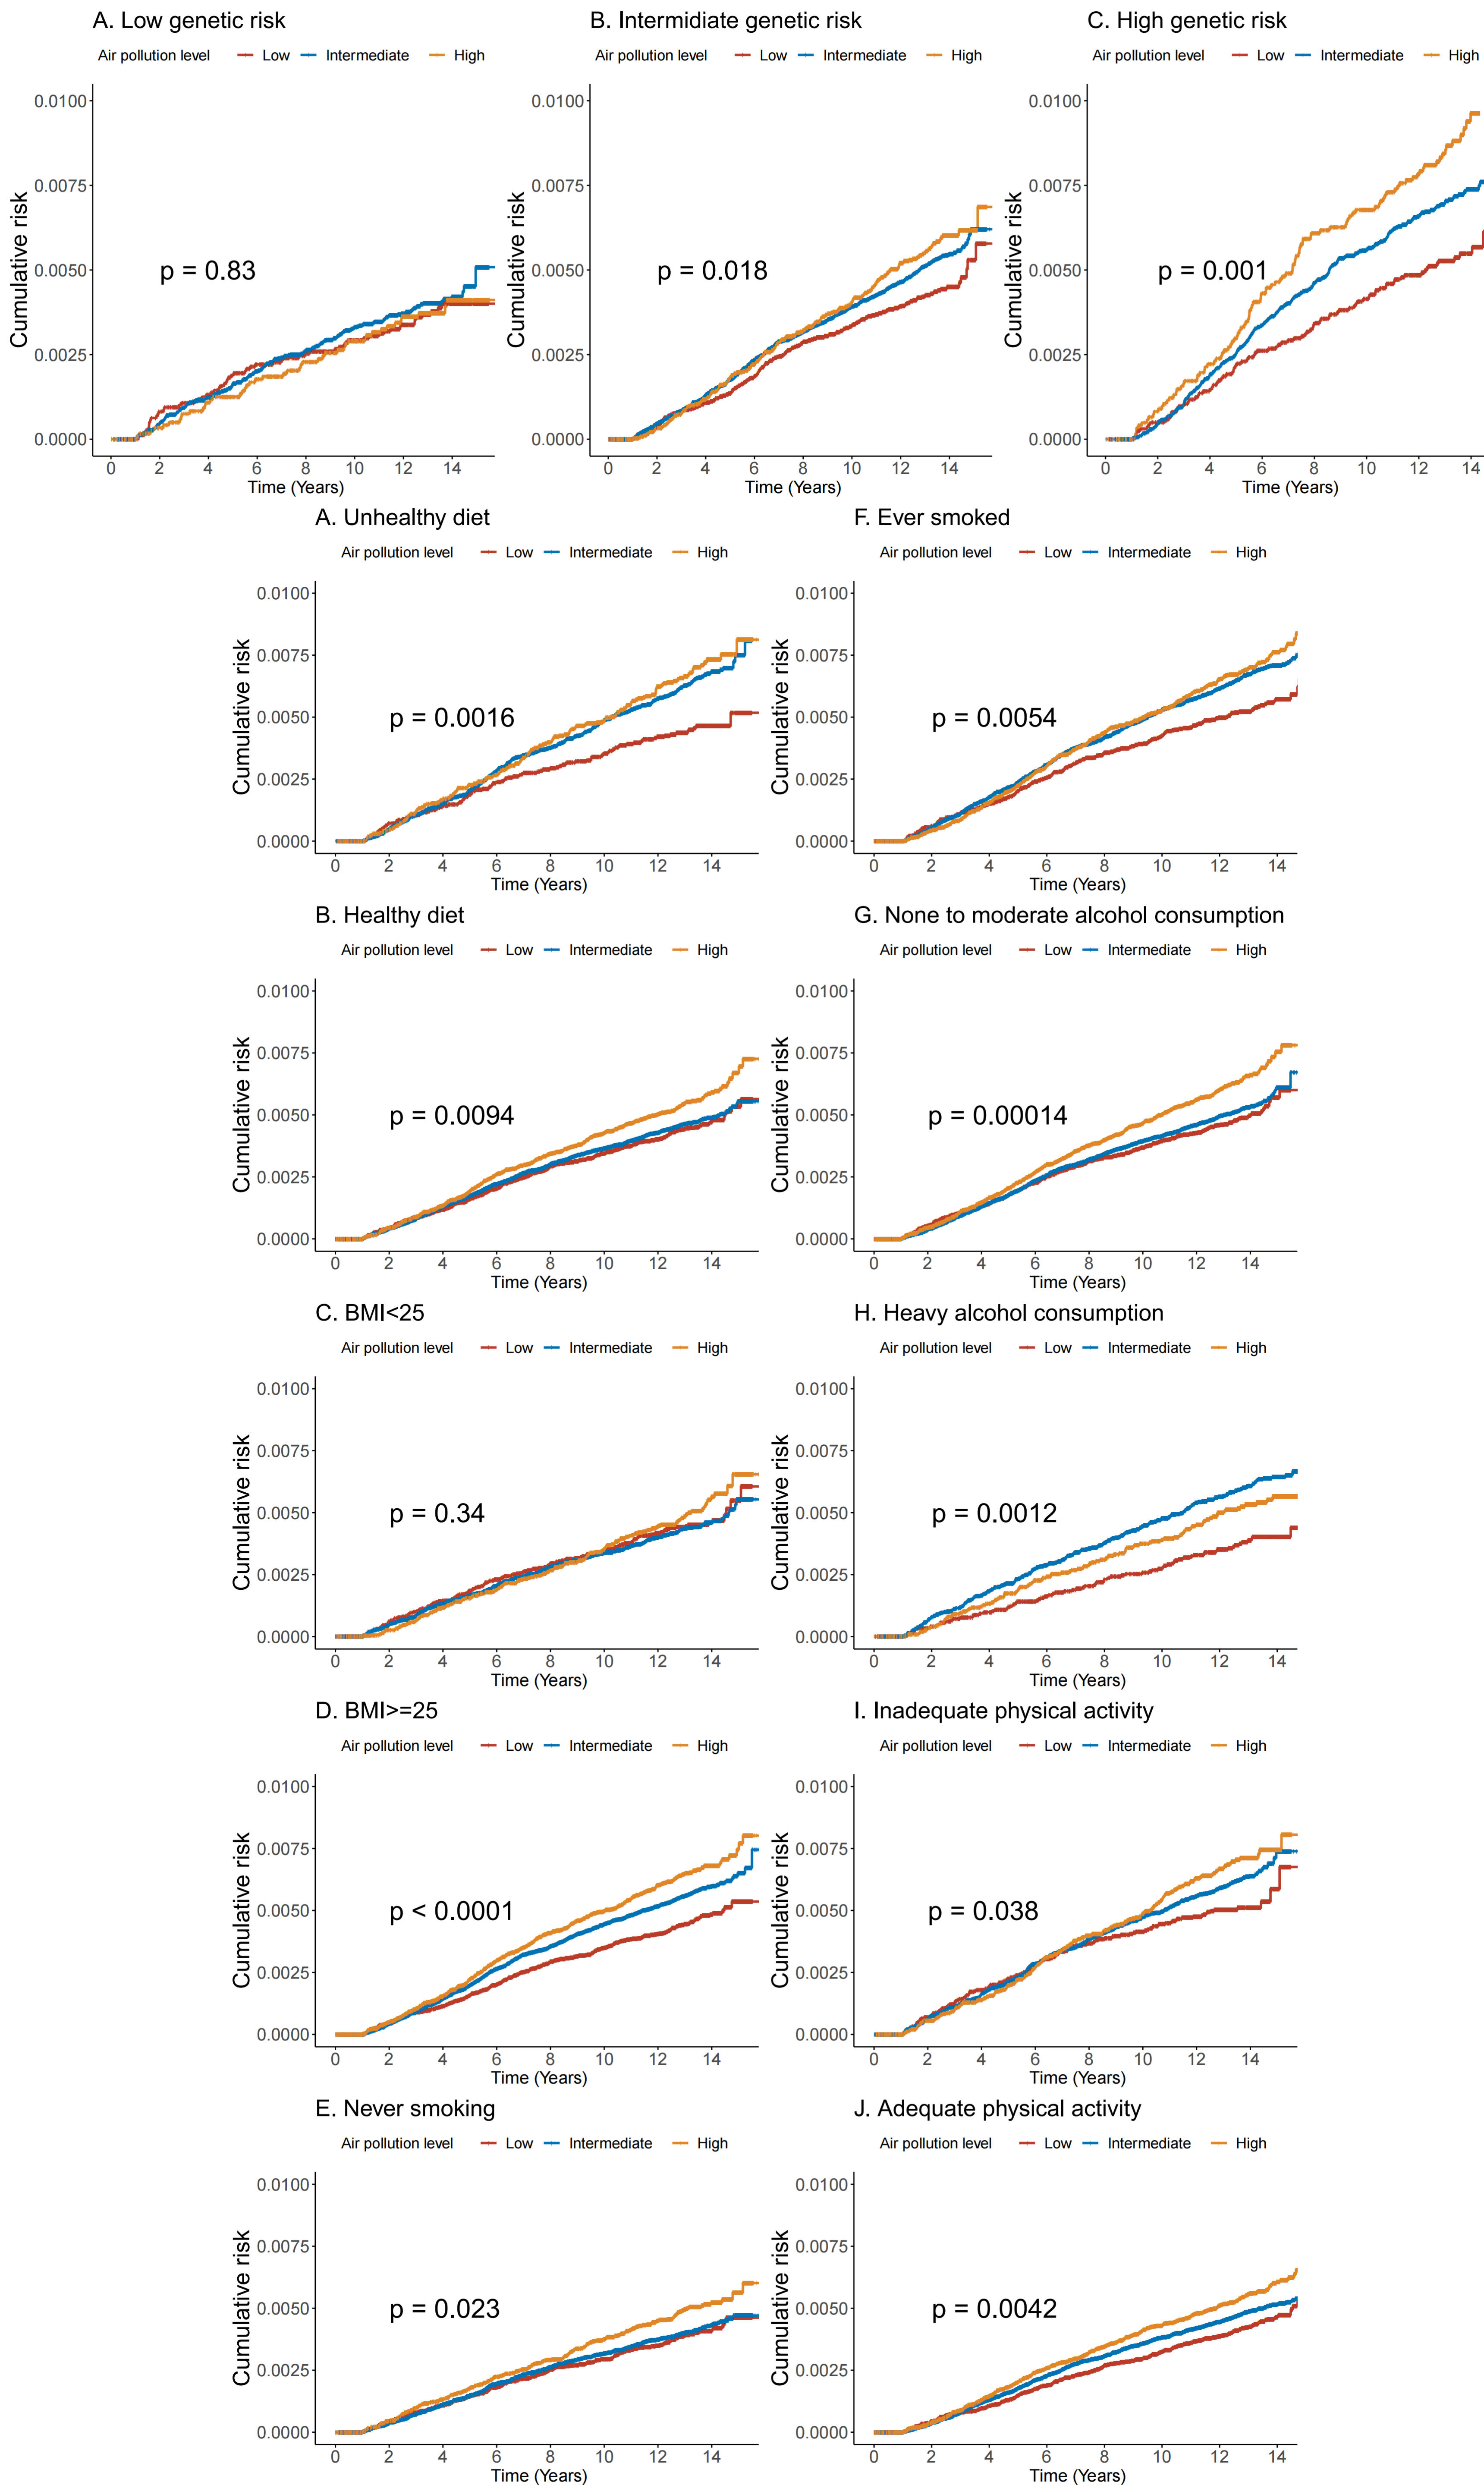 A. Low genetic risk
Air pollution level Low Intermediate High
0.0100
0.0075
0.0050
0.0025
0.0000
Cumulative risk
p = 0.83
0 2 4 6 8 10 12 14
Time (Years)
B. Intermidiate genetic risk
Air pollution level Low Intermediate High
0.0100
0.0075
0.0050
0.0025
0.0000
Cumulative risk
p = 0.018
0 2 4 6 8 10 12 14
Time (Years)
C. High genetic risk
Air pollution level Low Intermediate High
0.0100
0.0075
0.0050
0.0025
0.0000
Cumulative risk
p = 0.001
0 2 4 6 8 10 12 14
Time (Years)
A. Unhealthy diet
Air pollution level Low Intermediate High
0.0100
0.0075
0.0050
0.0025
0.0000
Cumulative risk
p = 0.0016
0 2 4 6 8 10 12 14
Time (Years)
F. Ever smoked
Air pollution level Low Intermediate High
0.0100
0.0075
0.0050
0.0025
0.0000
Cumulative risk
p = 0.0054
0 2 4 6 8 10 12 14
Time (Years)
B. Healthy diet
Air pollution level Low Intermediate High
0.0100
0.0075
0.0050
0.0025
0.0000
Cumulative risk
p = 0.0094
0 2 4 6 8 10 12 14
Time (Years)
G. None to moderate alcohol consumption
Air pollution level Low Intermediate High
0.0100
0.0075
0.0050
0.0025
0.0000
Cumulative risk
p = 0.00014
0 2 4 6 8 10 12 14
Time (Years)
C. BMI<25
Air pollution level Low Intermediate High
0.0100
0.0075
0.0050
0.0025
0.0000
Cumulative risk
p = 0.34
0 2 4 6 8 10 12 14
Time (Years)
H. Heavy alcohol consumption
Air pollution level Low Intermediate High
0.0100
0.0075
0.0050
0.0025
0.0000
Cumulative risk
p = 0.0012
0 2 4 6 8 10 12 14
Time (Years)
D. BMI>=25
Air pollution level Low Intermediate High
0.0100
0.0075
0.0050
0.0025
0.0000
Cumulative risk
p < 0.0001
0 2 4 6 8 10 12 14
Time (Years)
I. Inadequate physical activity
Air pollution level Low Intermediate High
0.0100
0.0075
0.0050
0.0025
0.0000
Cumulative risk
p = 0.038
0 2 4 6 8 10 12 14
Time (Years)
E. Never smoking
Air pollution level Low Intermediate High
0.0100
0.0075
0.0050
0.0025
0.0000
Cumulative risk
p = 0.023
0 2 4 6 8 10 12 14
Time (Years)
J. Adequate physical activity
Air pollution level Low Intermediate High
0.0100
0.0075
0.0050
0.0025
0.0000
Cumulative risk
p = 0.0042
0 2 4 6 8 10 12 14
Time (Years)